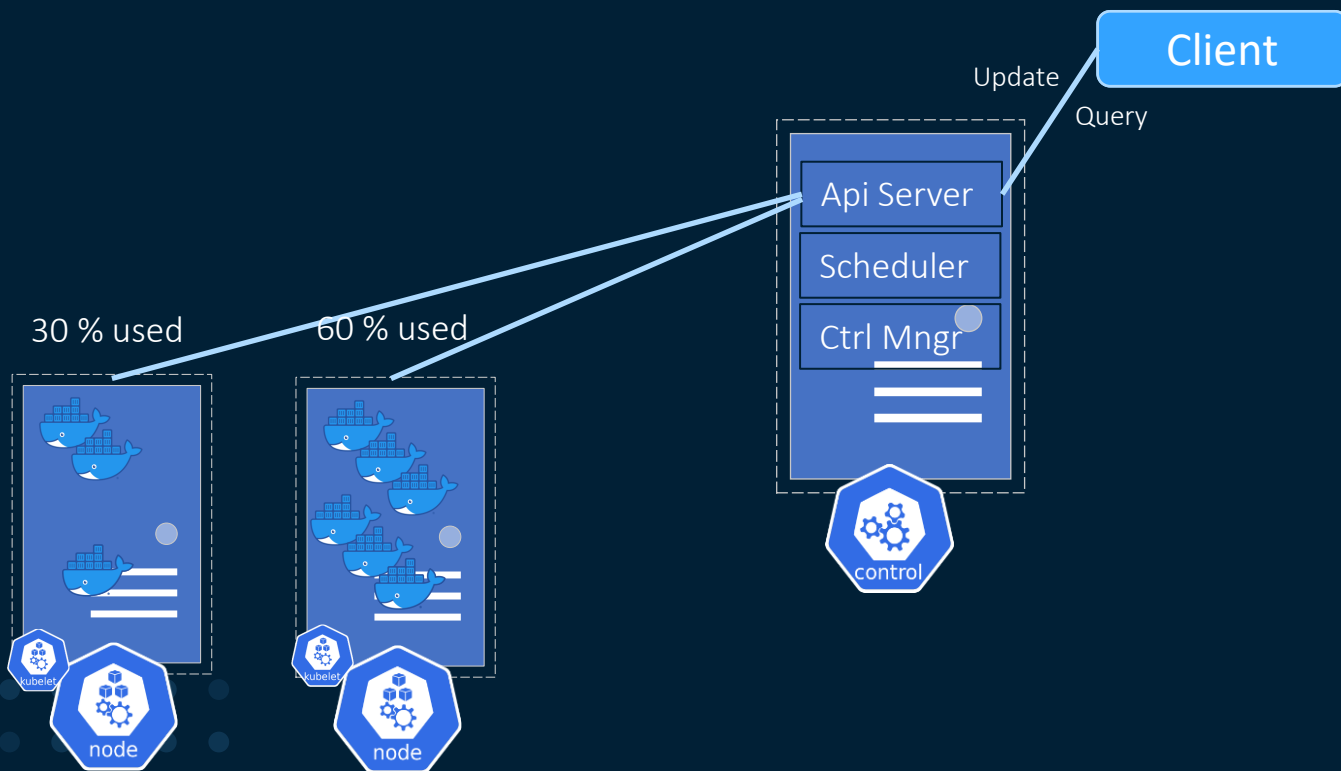 Client
Update
Query
Api Server
Scheduler
Ctrl Mngr
30 % used
60 % used
control
kubelet
kubelet
node
node